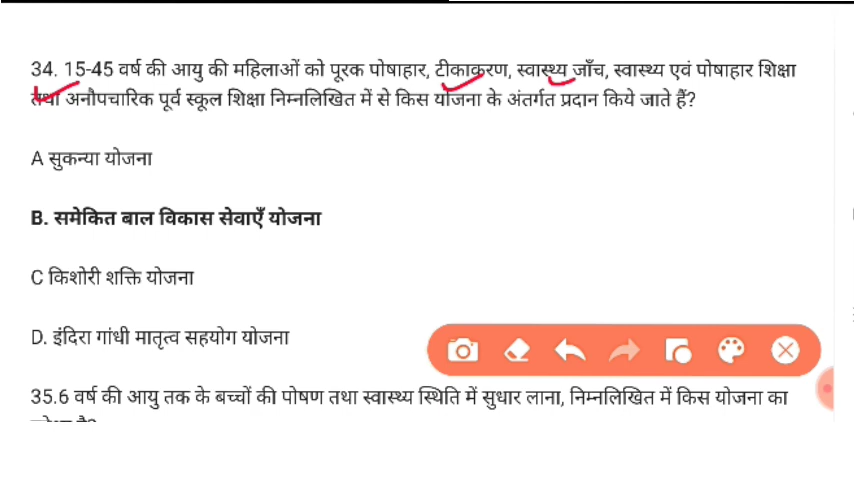 34. 15-45 वर्ष की आयु की महिलाओं को पूरक पोषाहार, टीकाकरण, स्वास्थ्य जाँच, स्वास्थ्य एवं पोषाहार शिक्षा
तथा अनौपचारिक पूर्व स्कूल शिक्षा निम्नलिखित में से किस योजना के अंतर्गत प्रदान किये जाते हैं?
A सुकन्या योजना
B. समेकित बाल विकास सेवाएँ योजना
C किशोरी शक्ति योजना
D. इंदिरा गांधी मातृत्व सहयोग योजना
35.6 वर्ष की आयु तक के बच्चों की पोषण तथा स्वास्थ्य स्थिति में सुधार लाना, निम्नलिखित में किस योजना का